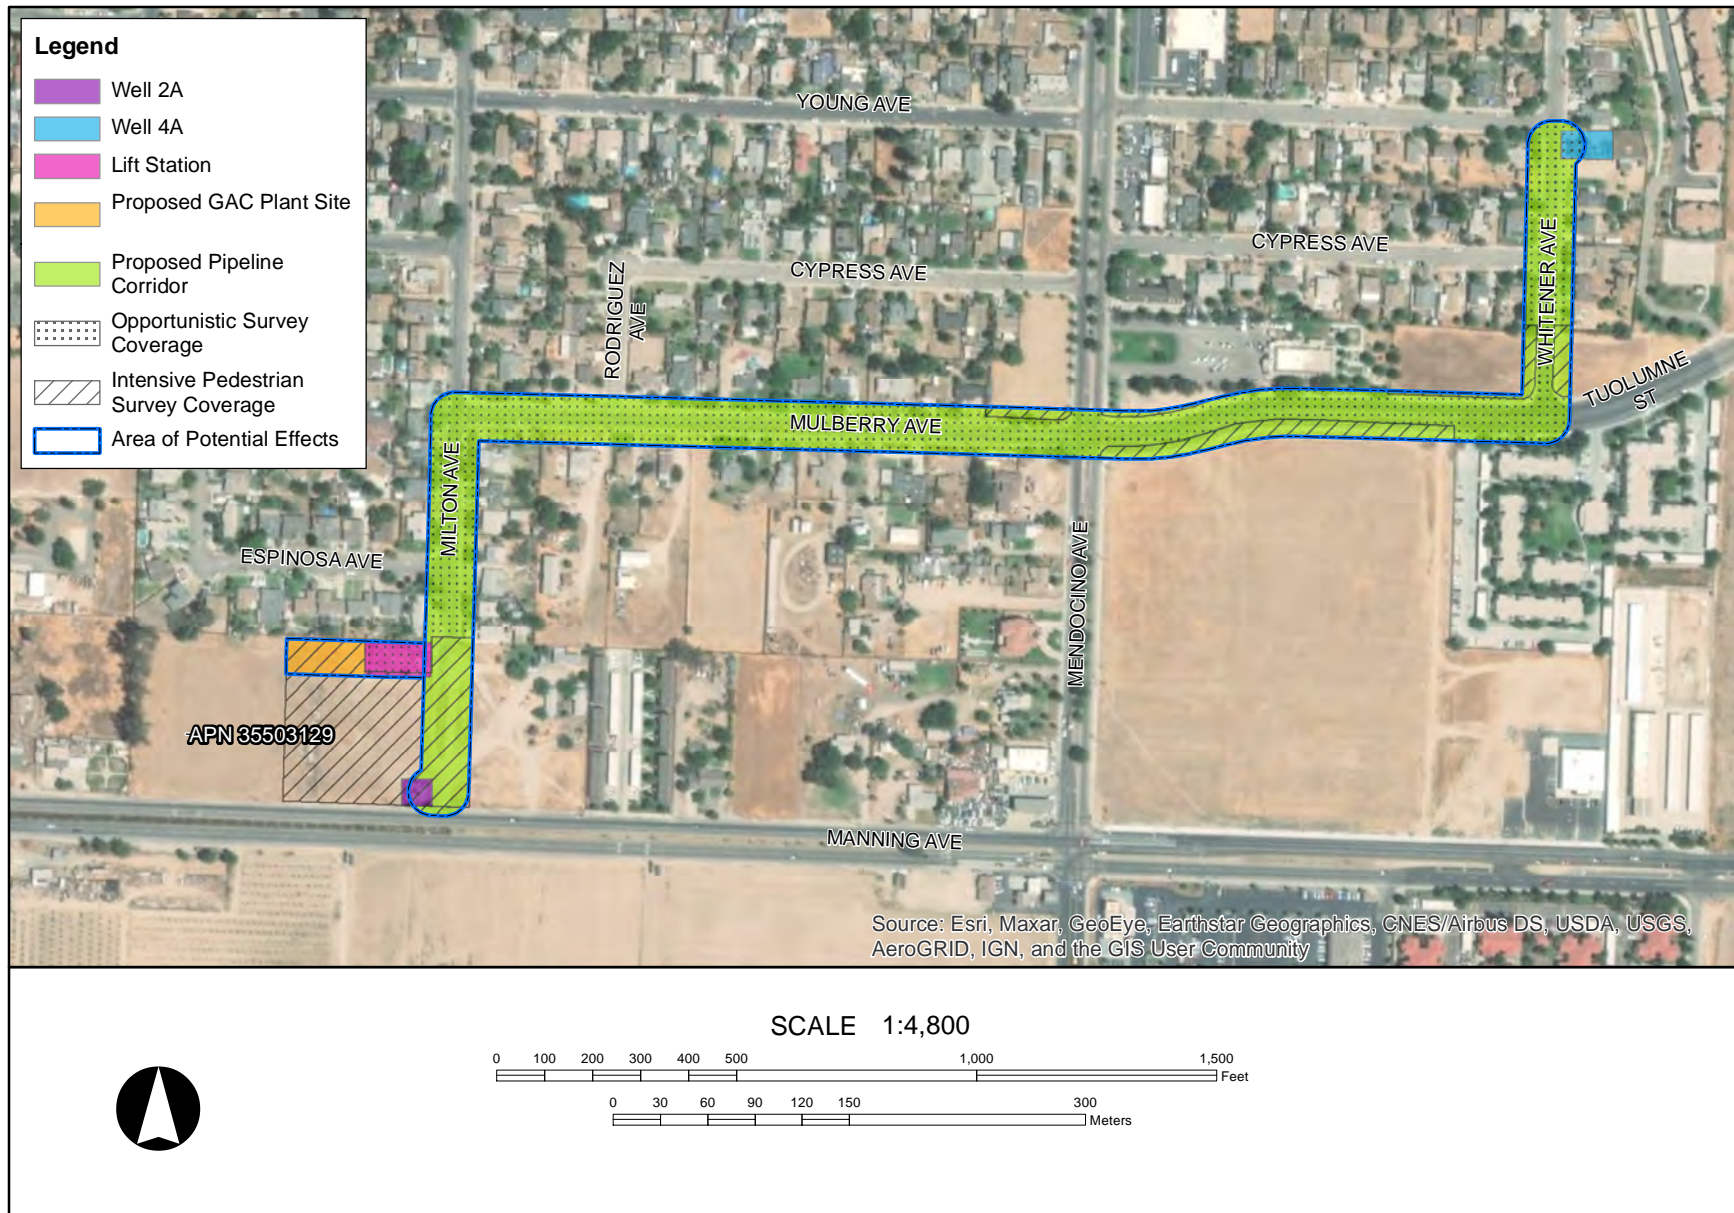 Legend
Well 2A
Well 4A
Lift Station
Proposed GAC Plant Site
Proposed Pipeline
Corridor
Opportunistic Survey
Coverage
Intensive Pedestrian
Survey Coverage
Area of Potential Effects
YOUNG AVE
CYPRESS AVE
CYPRESS AVE
RODRIGUEZ
AVE
WHITENER AVE
TUOLUMNE
ST
MULBERRY AVE
MILTON AVE
ESPINOSA AVE
MENDOCINO AVE
APN 35503129
MANNING AVE
Source: Esri, Maxar, GeoEye, Earthstar Geographics, CNES/Airbus DS, USDA, USGS,
AeroGRID, IGN, and the GIS User Community
SCALE 1:4,800
0 100 200 300 400 500 1,000 1,500
Feet
0 30 60 90 120 150 300
Meters